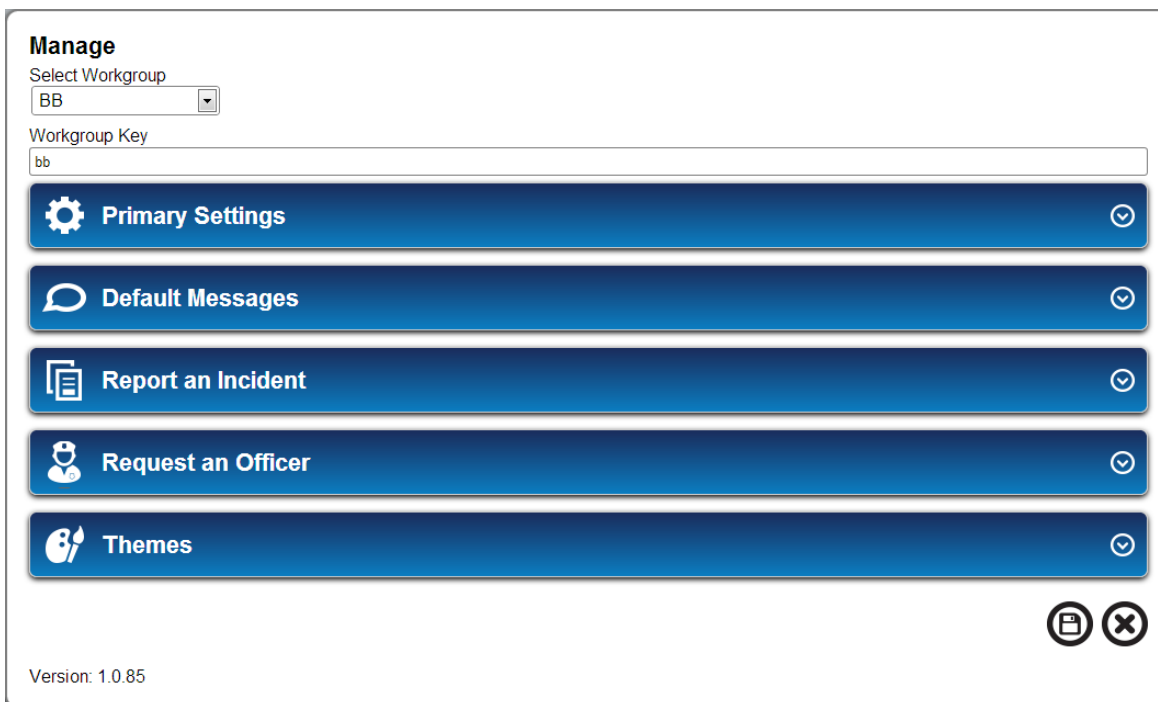 Manage
Select Workgroup
BB
Workgroup Key
bb
Primary Settings
Default Messages
Report an Incident
Request an Officer
Themes
Version: 1.0.85